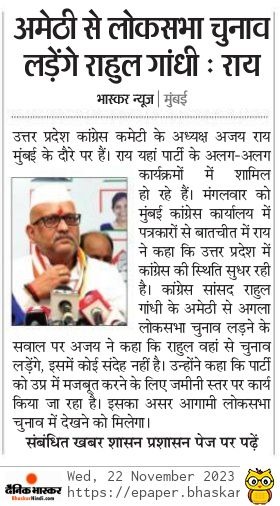 अमेठी से लोकसभा चुनाव
लड़ेंगे राहुल गांधी : राय
भास्कर न्यूज | मुंबई
उत्तर प्रदेश कांग्रेस कमेटी के अध्यक्ष अजय राय
मुंबई के दौरे पर हैं। राय यहां पार्टी के अलग-अलग
कार्यक्रमों में शामिल
हो रहे हैं। मंगलवार को
मुंबई कांग्रेस कार्यालय में
पत्रकारों से बातचीत में राय
ने कहा कि उत्तर प्रदेश में
कांग्रेस की स्थिति सुधर रही
है। कांग्रेस सांसद राहुल
गांधी के अमेठी से अगला
लोकसभा चुनाव लड़ने के
सवाल पर अजय ने कहा कि राहुल वहां से चुनाव
लड़ेंगे, इसमें कोई संदेह नहीं है। उन्होंने कहा कि पार्टी
को उप्र में मजबूत करने के लिए जमीनी स्तर पर कार्य
किया जा रहा है। इसका असर आगामी लोकसभा
चुनाव में देखने को मिलेगा।
संबंधित खबर शासन प्रशासन पेज पर पढ़ें
दैनिक भास्कर
Wed, 22 November 2023
https://epaper.bhaskar